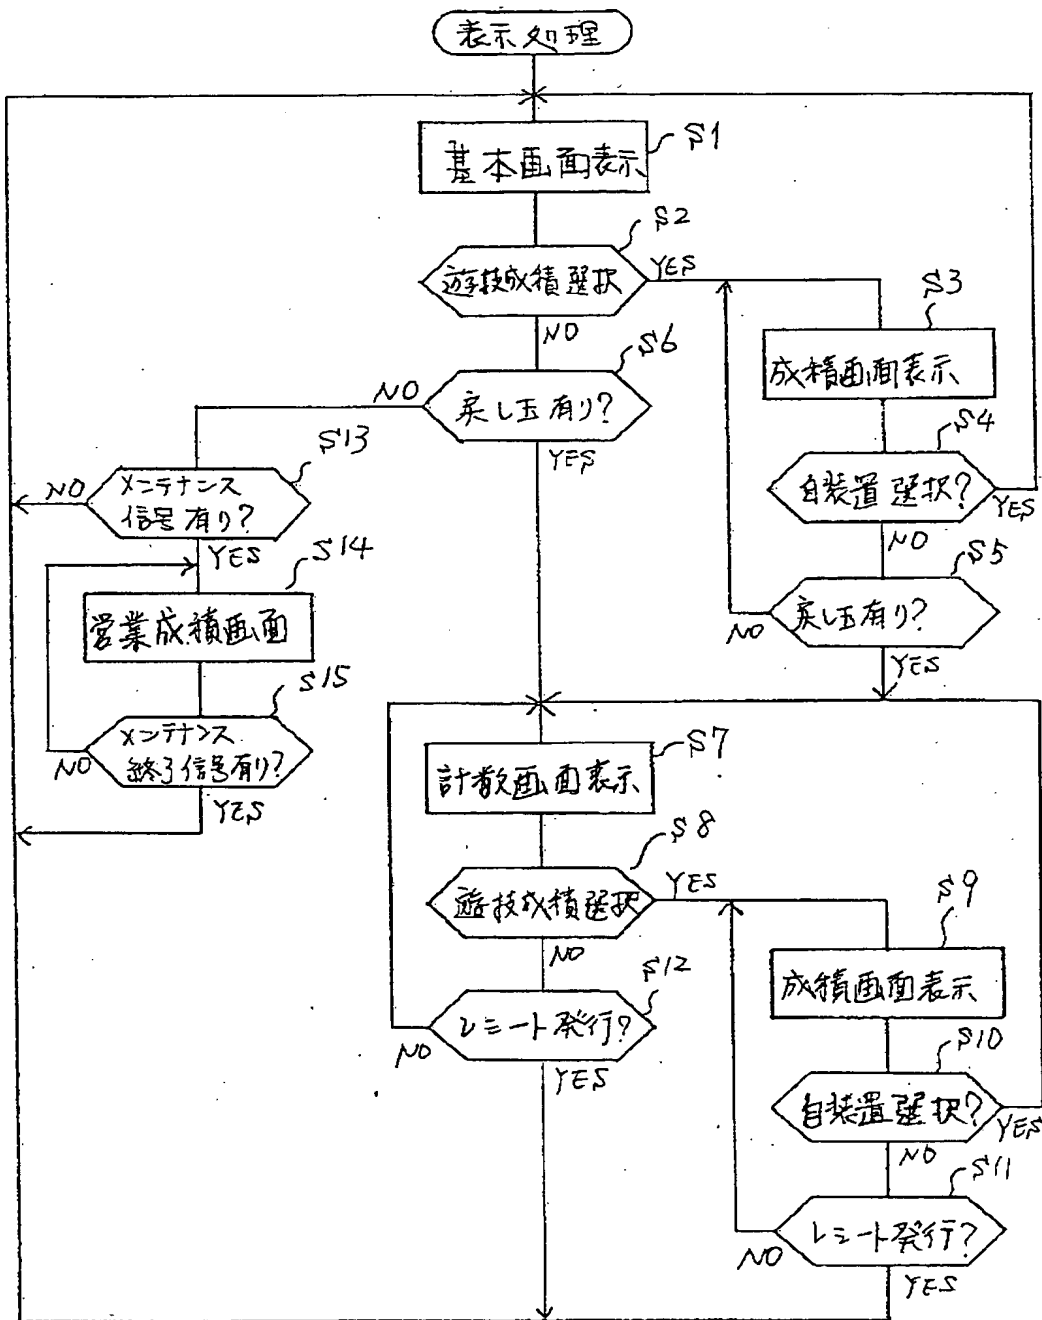 表示処理
基本画面表示
S1
遊技成積選択
S2
YES
NO
成積画面表示
S3
自装置選択?
S4
YES
NO
戻し玉有り?
S5
NO
YES
戻し玉有り?
S6
NO
YES
メンテナンス
信号有り?
S13
NO
YES
営業成積画面
S14
メンテナンス
終了信号有り?
S15
NO
YES
計数画面表示
S7
遊技成積選択
S8
YES
NO
成積画面表示
S9
自装置選択?
S10
YES
NO
レシート発行?
S11
NO
YES
レシート発行?
S12
NO
YES